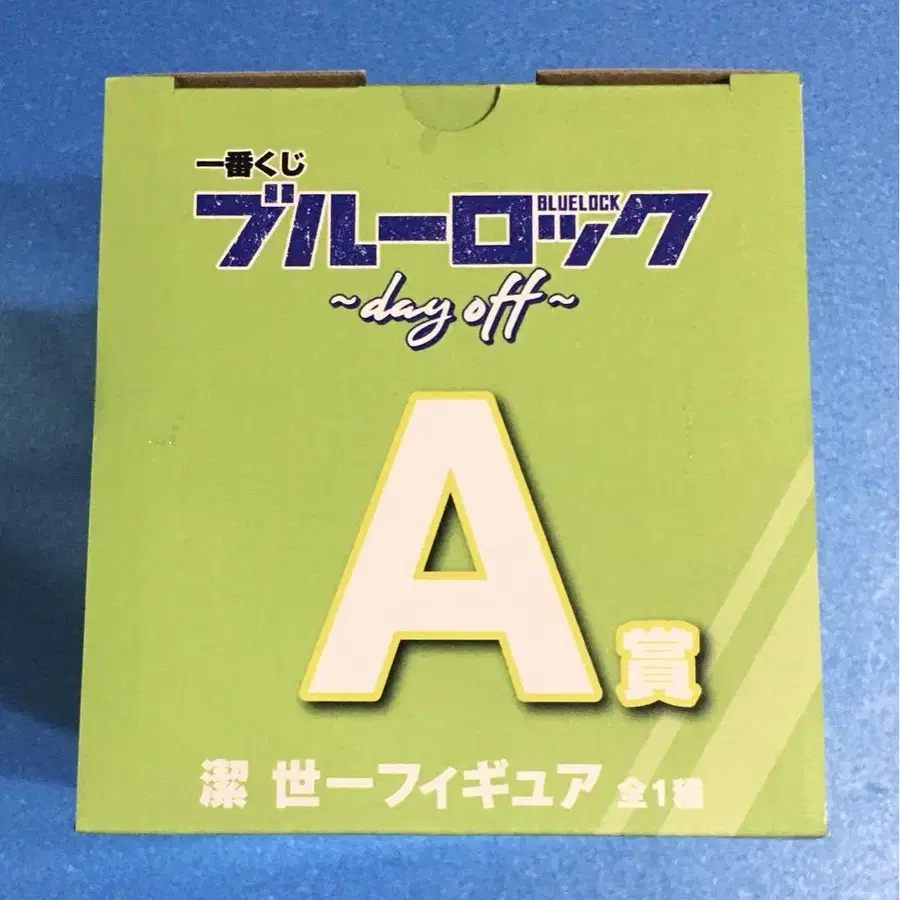 一番くじ
ブルーロック
BLUELOCK
~day off~
A賞
潔 世一フィギュア 全1種